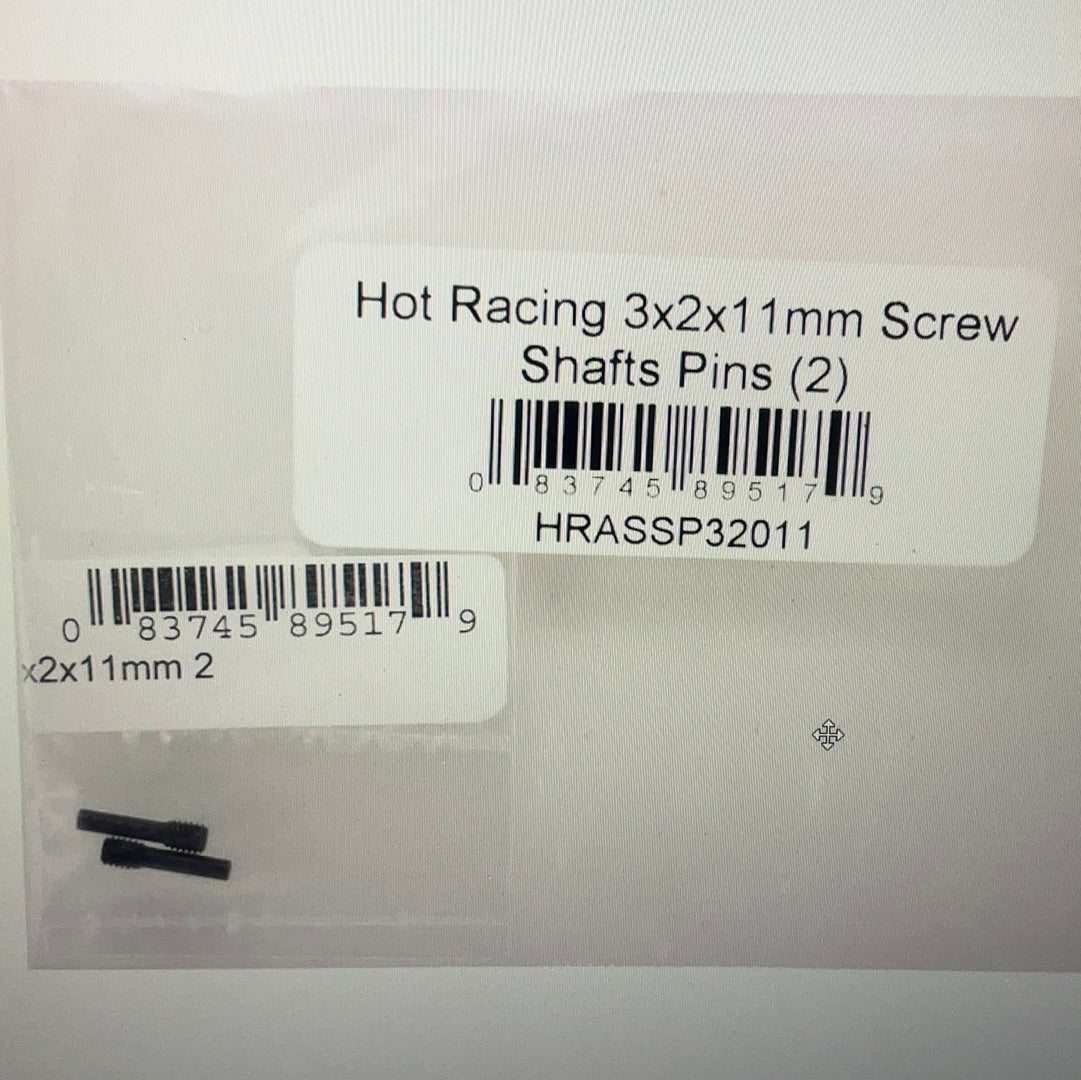 Hot Racing 3x2x11mm Screw
Shafts Pins (2)
0 83745 89517 9
HRASSP32011
0 83745 89517 9
x2x11mm 2